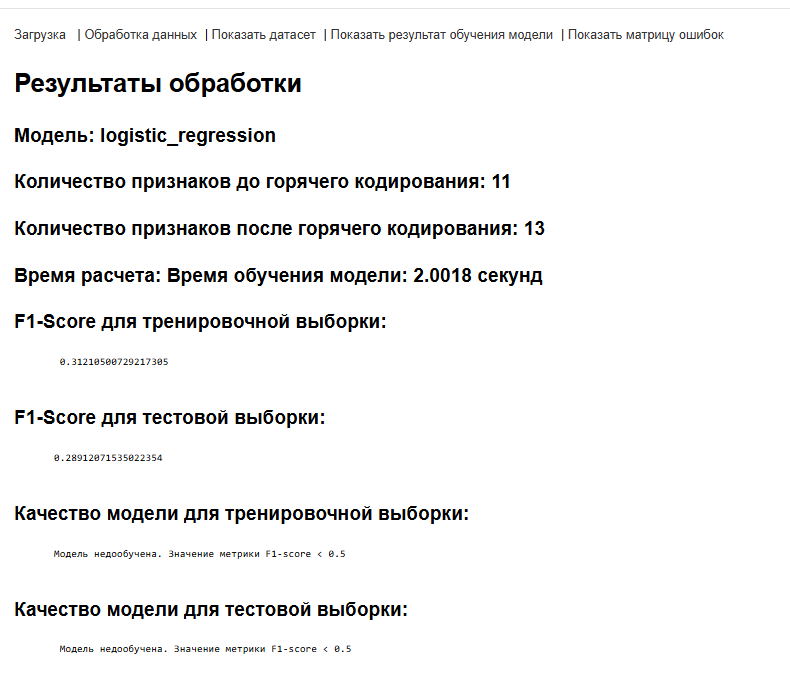 Загрузка | Обработка данных | Показать датасет | Показать результат обучения модели | Показать матрицу ошибок
Результаты обработки
Модель: logistic_regression
Количество признаков до горячего кодирования: 11
Количество признаков после горячего кодирования: 13
Время расчета: Время обучения модели: 2.0018 секунд
F1-Score для тренировочной выборки:
0.31210500729217305
F1-Score для тестовой выборки:
0.28912071535022354
Качество модели для тренировочной выборки:
Модель недообучена. Значение метрики F1-score < 0.5
Качество модели для тестовой выборки:
Модель недообучена. Значение метрики F1-score < 0.5